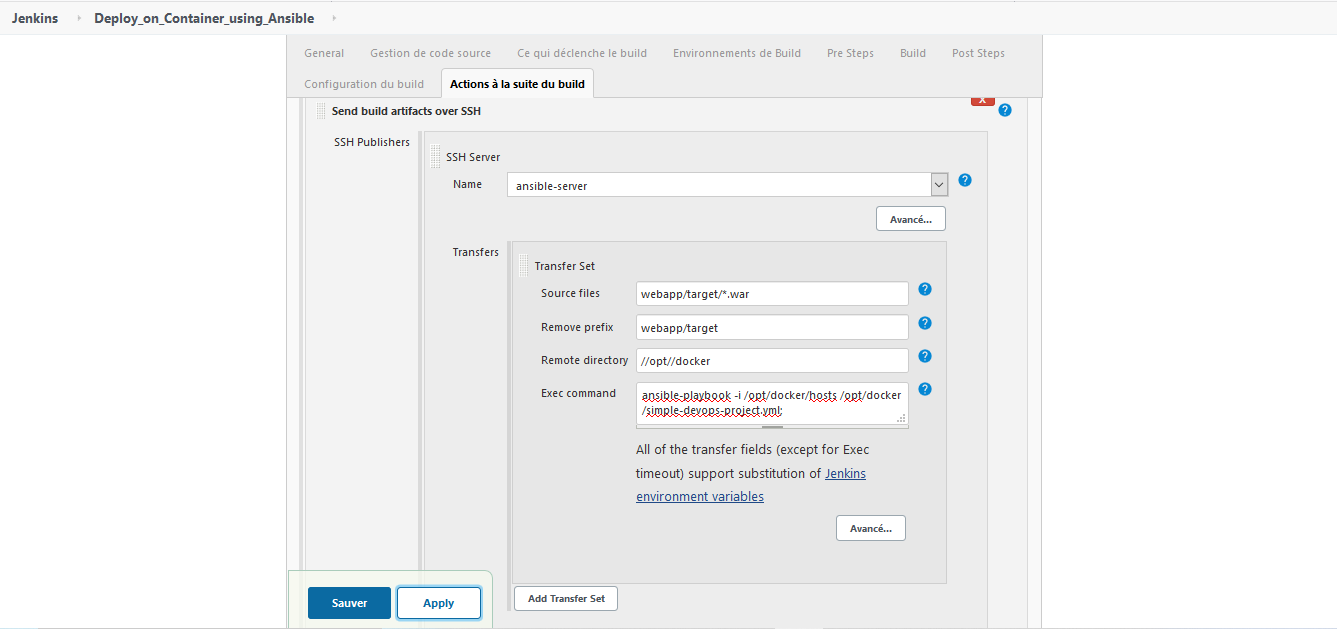 Jenkins Deploy_on_Container_using_Ansible
General Gestion de code source Ce qui déclenche le build Environnements de Build Pre Steps Build Post Steps
Configuration du build Actions à la suite du build
X
Send build artifacts over SSH ?
SSH Publishers
SSH Server
Name ansible-server ?
Avancé...
Transfers
Transfer Set
Source files webapp/target/*.war ?
Remove prefix webapp/target ?
Remote directory //opt//docker ?
Exec command ansible-playbook -i /opt/docker/hosts /opt/docker ?
/simple-devops-project.yml;
All of the transfer fields (except for Exec
timeout) support substitution of Jenkins
environment variables
Avancé...
Add Transfer Set
Sauver Apply